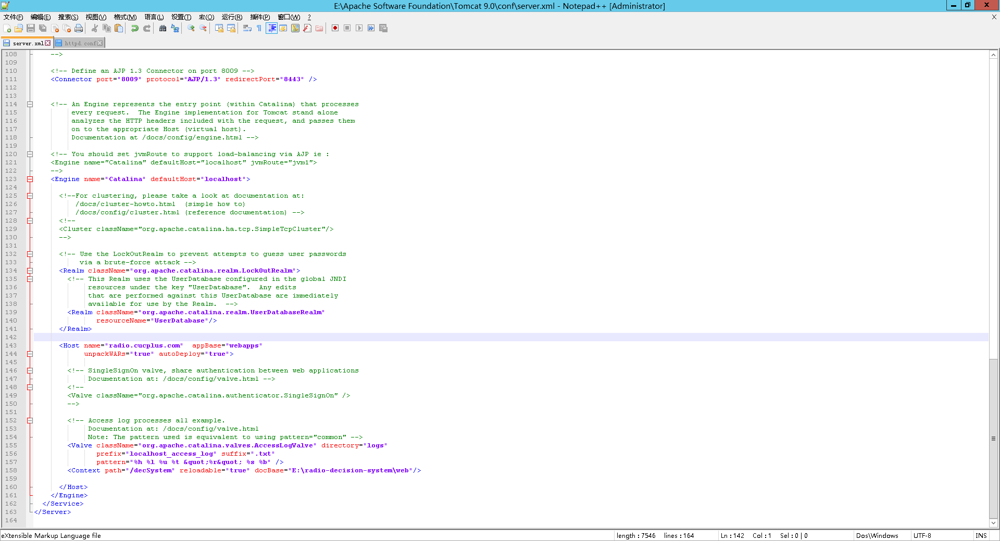 E:\Apache Software Foundation\Tomcat 9.0\conf\server.xml - Notepad++ [Administrator]
文件(F) 编辑(E) 搜索(S) 视图(V) 格式(M) 语言(L) 设置(T) 宏(O) 运行(R) 插件(P) 窗口(W) ? X
server.xml httpd.conf
108 -->
109
110 <!-- Define an AJP 1.3 Connector on port 8009 -->
111 <Connector port="8009" protocol="AJP/1.3" redirectPort="8443" />
112
113
114 <!-- An Engine represents the entry point (within Catalina) that processes
115 every request.  The Engine implementation for Tomcat stand alone
116 analyzes the HTTP headers included with the request, and passes them
117 on to the appropriate Host (virtual host).
118 Documentation at /docs/config/engine.html -->
119
120 <!-- You should set jvmRoute to support load-balancing via AJP ie :
121 <Engine name="Catalina" defaultHost="localhost" jvmRoute="jvm1">
122 -->
123 <Engine name="Catalina" defaultHost="localhost">
124
125 <!--For clustering, please take a look at documentation at:
126 /docs/cluster-howto.html  (simple how to)
127 /docs/config/cluster.html (reference documentation) -->
128 <!--
129 <Cluster className="org.apache.catalina.ha.tcp.SimpleTcpCluster"/>
130 -->
131
132 <!-- Use the LockOutRealm to prevent attempts to guess user passwords
133 via a brute-force attack -->
134 <Realm className="org.apache.catalina.realm.LockOutRealm">
135 <!-- This Realm uses the UserDatabase configured in the global JNDI
136 resources under the key "UserDatabase".  Any edits
137 that are performed against this UserDatabase are immediately
138 available for use by the Realm.  -->
139 <Realm className="org.apache.catalina.realm.UserDatabaseRealm"
140 resourceName="UserDatabase"/>
141 </Realm>
142
143 <Host name="radio.cucplus.com"  appBase="webapps"
144 unpackWARs="true" autoDeploy="true">
145
146 <!-- SingleSignOn valve, share authentication between web applications
147 Documentation at: /docs/config/valve.html -->
148 <!--
149 <Valve className="org.apache.catalina.authenticator.SingleSignOn" />
150 -->
151
152 <!-- Access log processes all example.
153 Documentation at: /docs/config/valve.html
154 Note: The pattern used is equivalent to using pattern="common" -->
155 <Valve className="org.apache.catalina.valves.AccessLogValve" directory="logs"
156 prefix="localhost_access_log" suffix=".txt"
157 pattern="%h %l %u %t &quot;%r&quot; %s %b" />
158 <Context path="/decSystem" reloadable="true" docBase="E:\radio-decision-system\web"/>
159
160 </Host>
161 </Engine>
162 </Service>
163 </Server>
164
eXtensible Markup Language file length : 7546 lines : 164 Ln : 142 Col : 1 Sel : 0 | 0 Dos\Windows UTF-8 INS